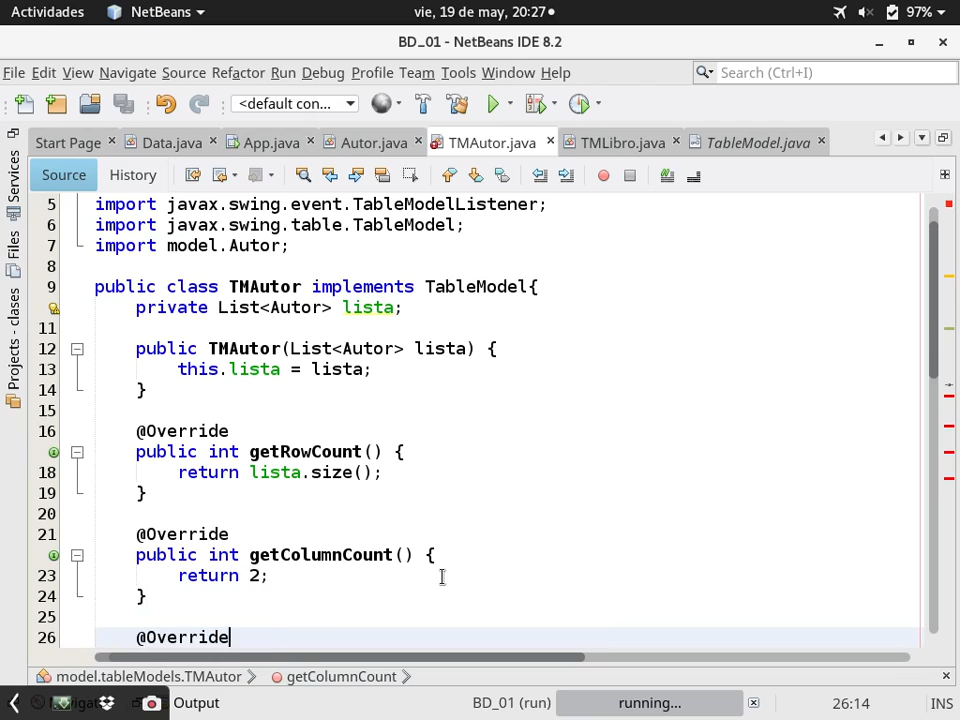 Actividades NetBeans vie, 19 de may, 20:27 97%
BD_01 - NetBeans IDE 8.2
File Edit View Navigate Source Refactor Run Debug Profile Team Tools Window Help Search (Ctrl+I)
<default con...
Start Page Data.java App.java Autor.java TMAutor.java TMLibro.java TableModel.java
Source History
Services
Files
Projects - clases
5 import javax.swing.event.TableModelListener;
6 import javax.swing.table.TableModel;
7 import model.Autor;
8
9 public class TMAutor implements TableModel{
private List<Autor> lista;
11
12 public TMAutor(List<Autor> lista) {
13 this.lista = lista;
14 }
15
16 @Override
public int getRowCount() {
18 return lista.size();
19 }
20
21 @Override
public int getColumnCount() {
23 return 2;
24 }
25
26 @Override
model.tableModels.TMAutor getColumnCount
Output BD_01 (run) running... 26:14 INS